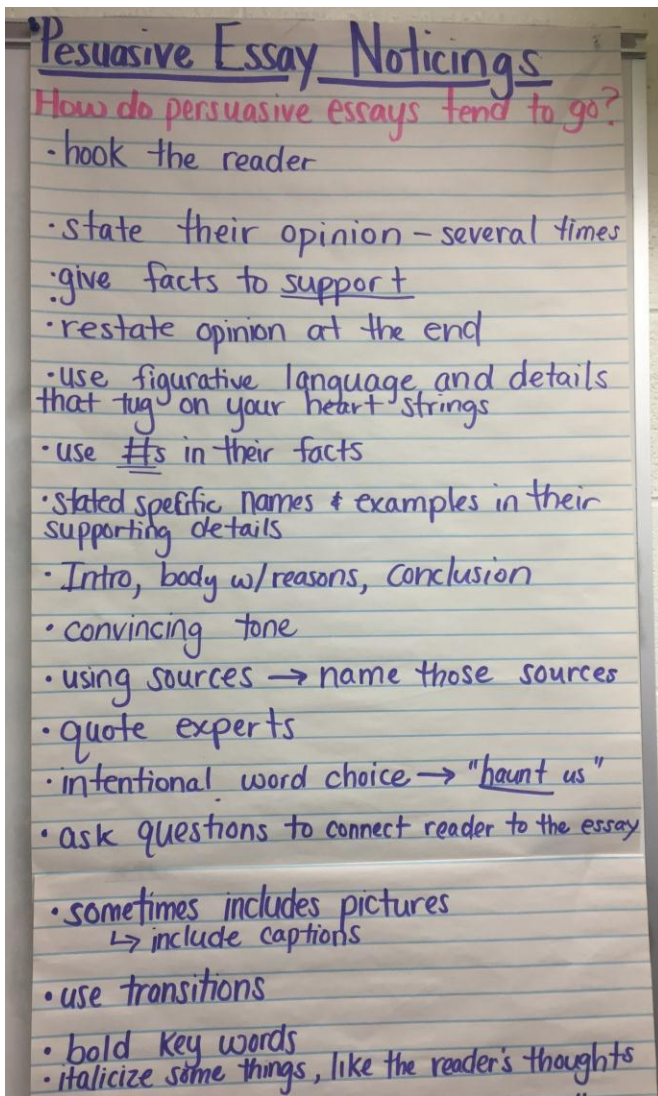 Pesuasive Essay Noticings
How do persuasive essays tend to go?
· hook the reader
· state their opinion – several times
· give facts to support
· restate opinion at the end
· use figurative language and details
that tug on your heart strings
· use #s in their facts
· stated speficic names & examples in their
supporting details
· Intro, body w/reasons, conclusion
· convincing tone
· using sources → name those sources
· quote experts
· intentional word choice → "haunt us"
· ask questions to connect reader to the essay
· sometimes includes pictures
↳ include captions
· use transitions
· bold key words
· italicize some things, like the reader's thoughts